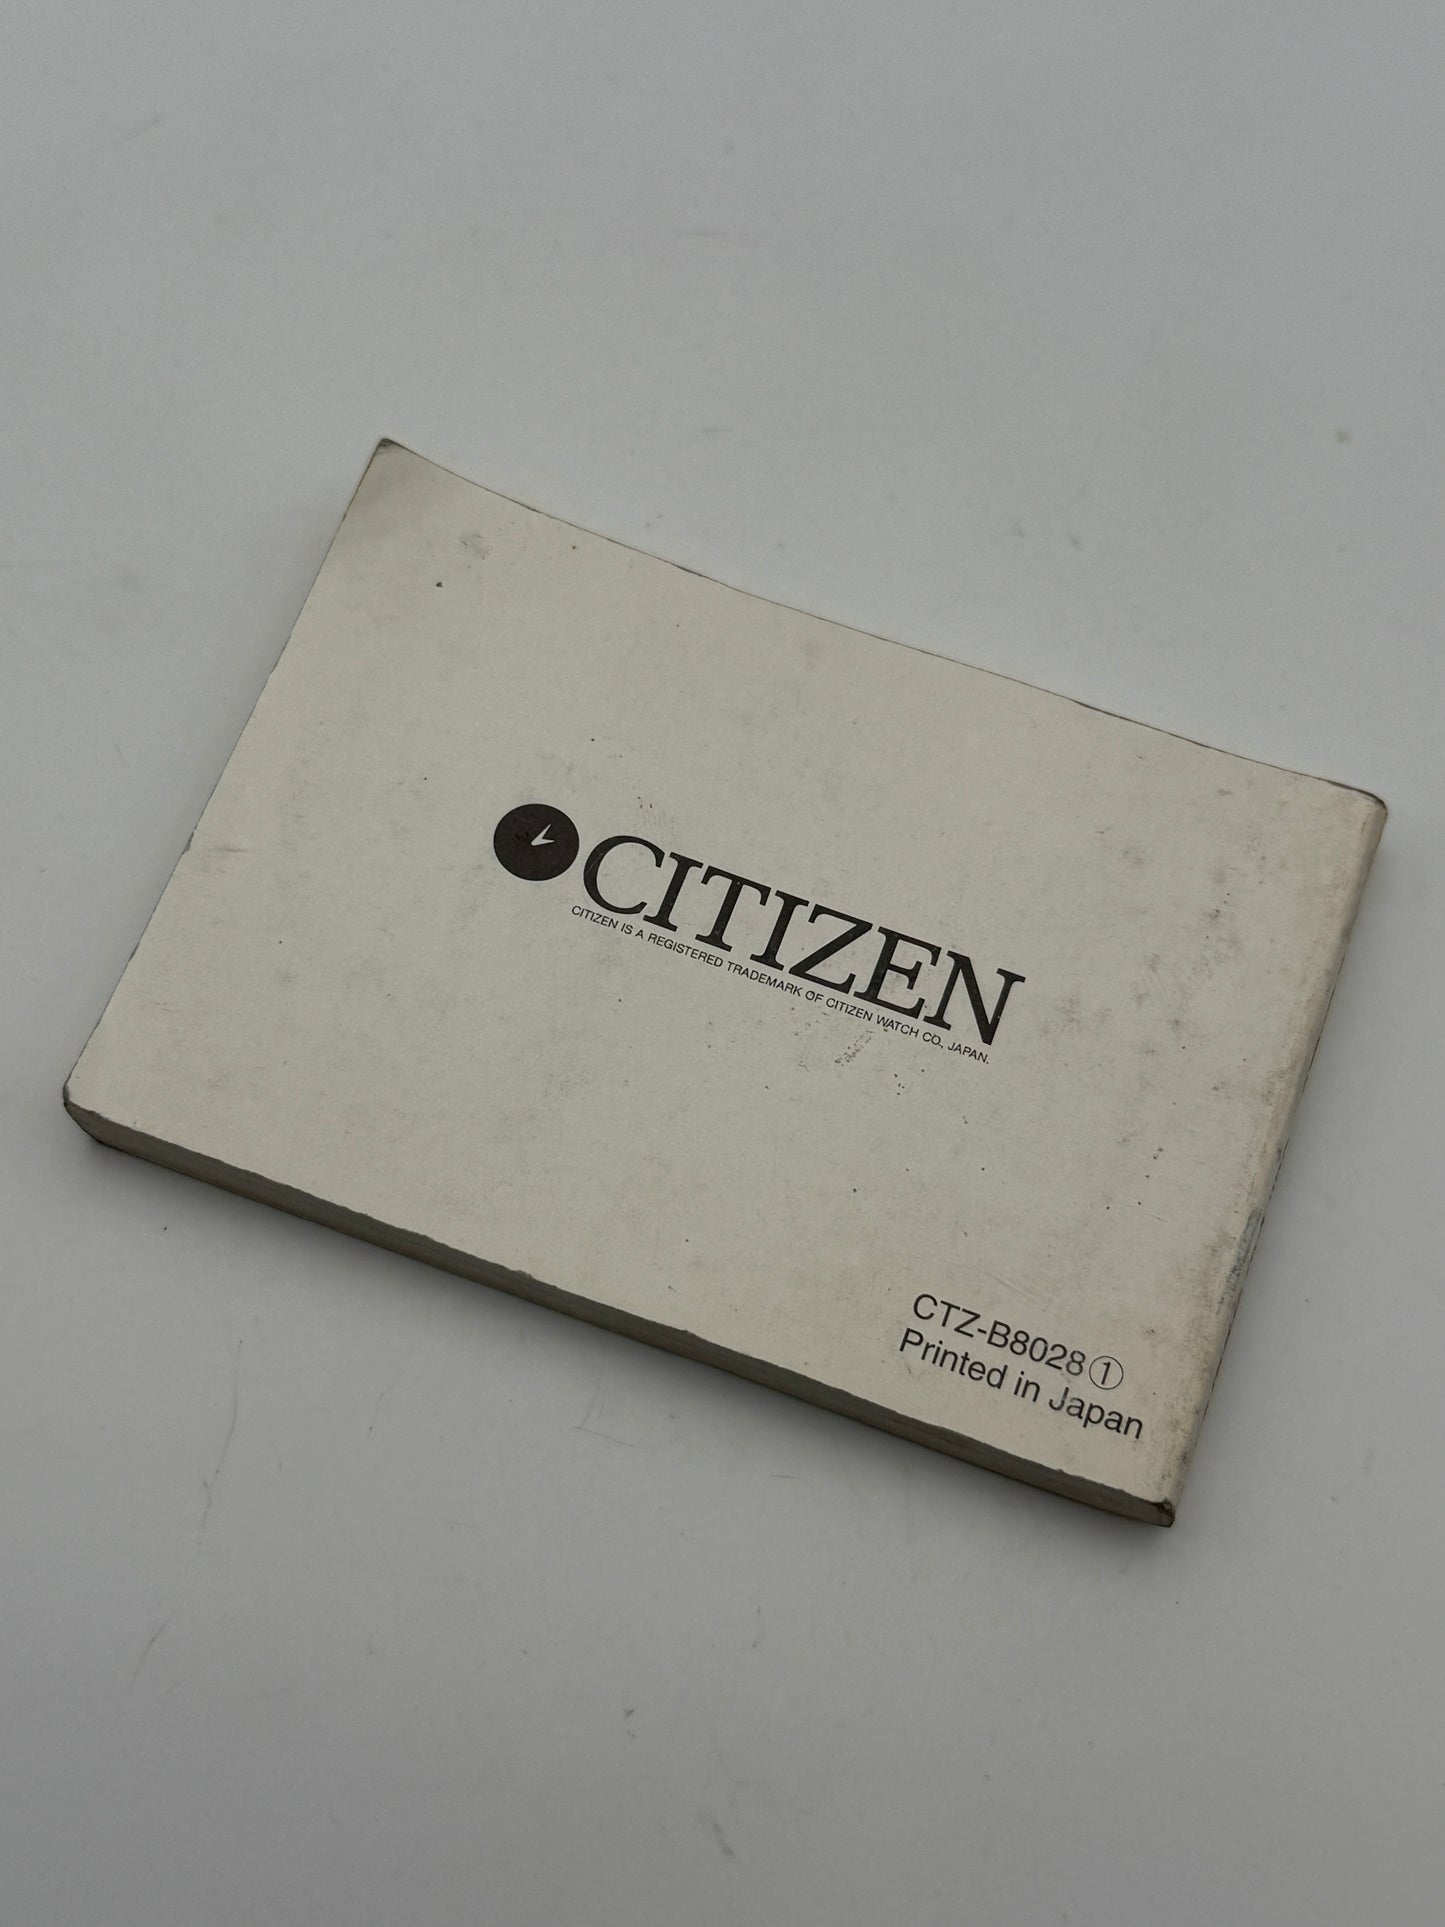 CITIZEN
CITIZEN IS A REGISTERED TRADEMARK OF CITIZEN WATCH CO., JAPAN.
CTZ-B8028①
Printed in Japan